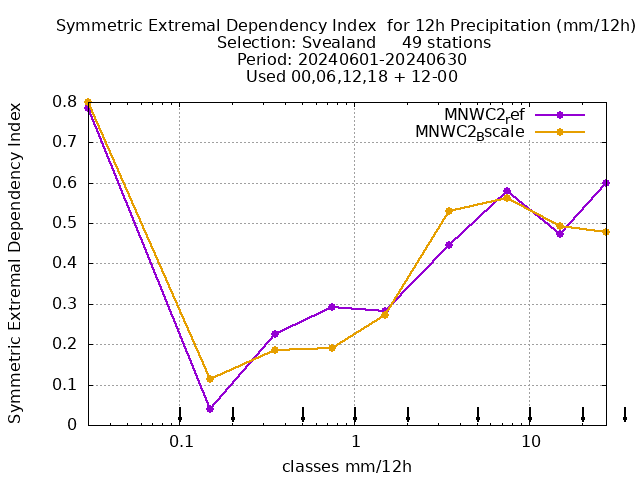 Symmetric Extremal Dependency Index  for 12h Precipitation (mm/12h)
Selection: Svealand     49 stations
Period: 20240601-20240630
Used 00,06,12,18 + 12-00
MNWC2ref
MNWC2Bscale
Symmetric Extremal Dependency Index
0.8
0.7
0.6
0.5
0.4
0.3
0.2
0.1
0
0.1 1 10
classes mm/12h